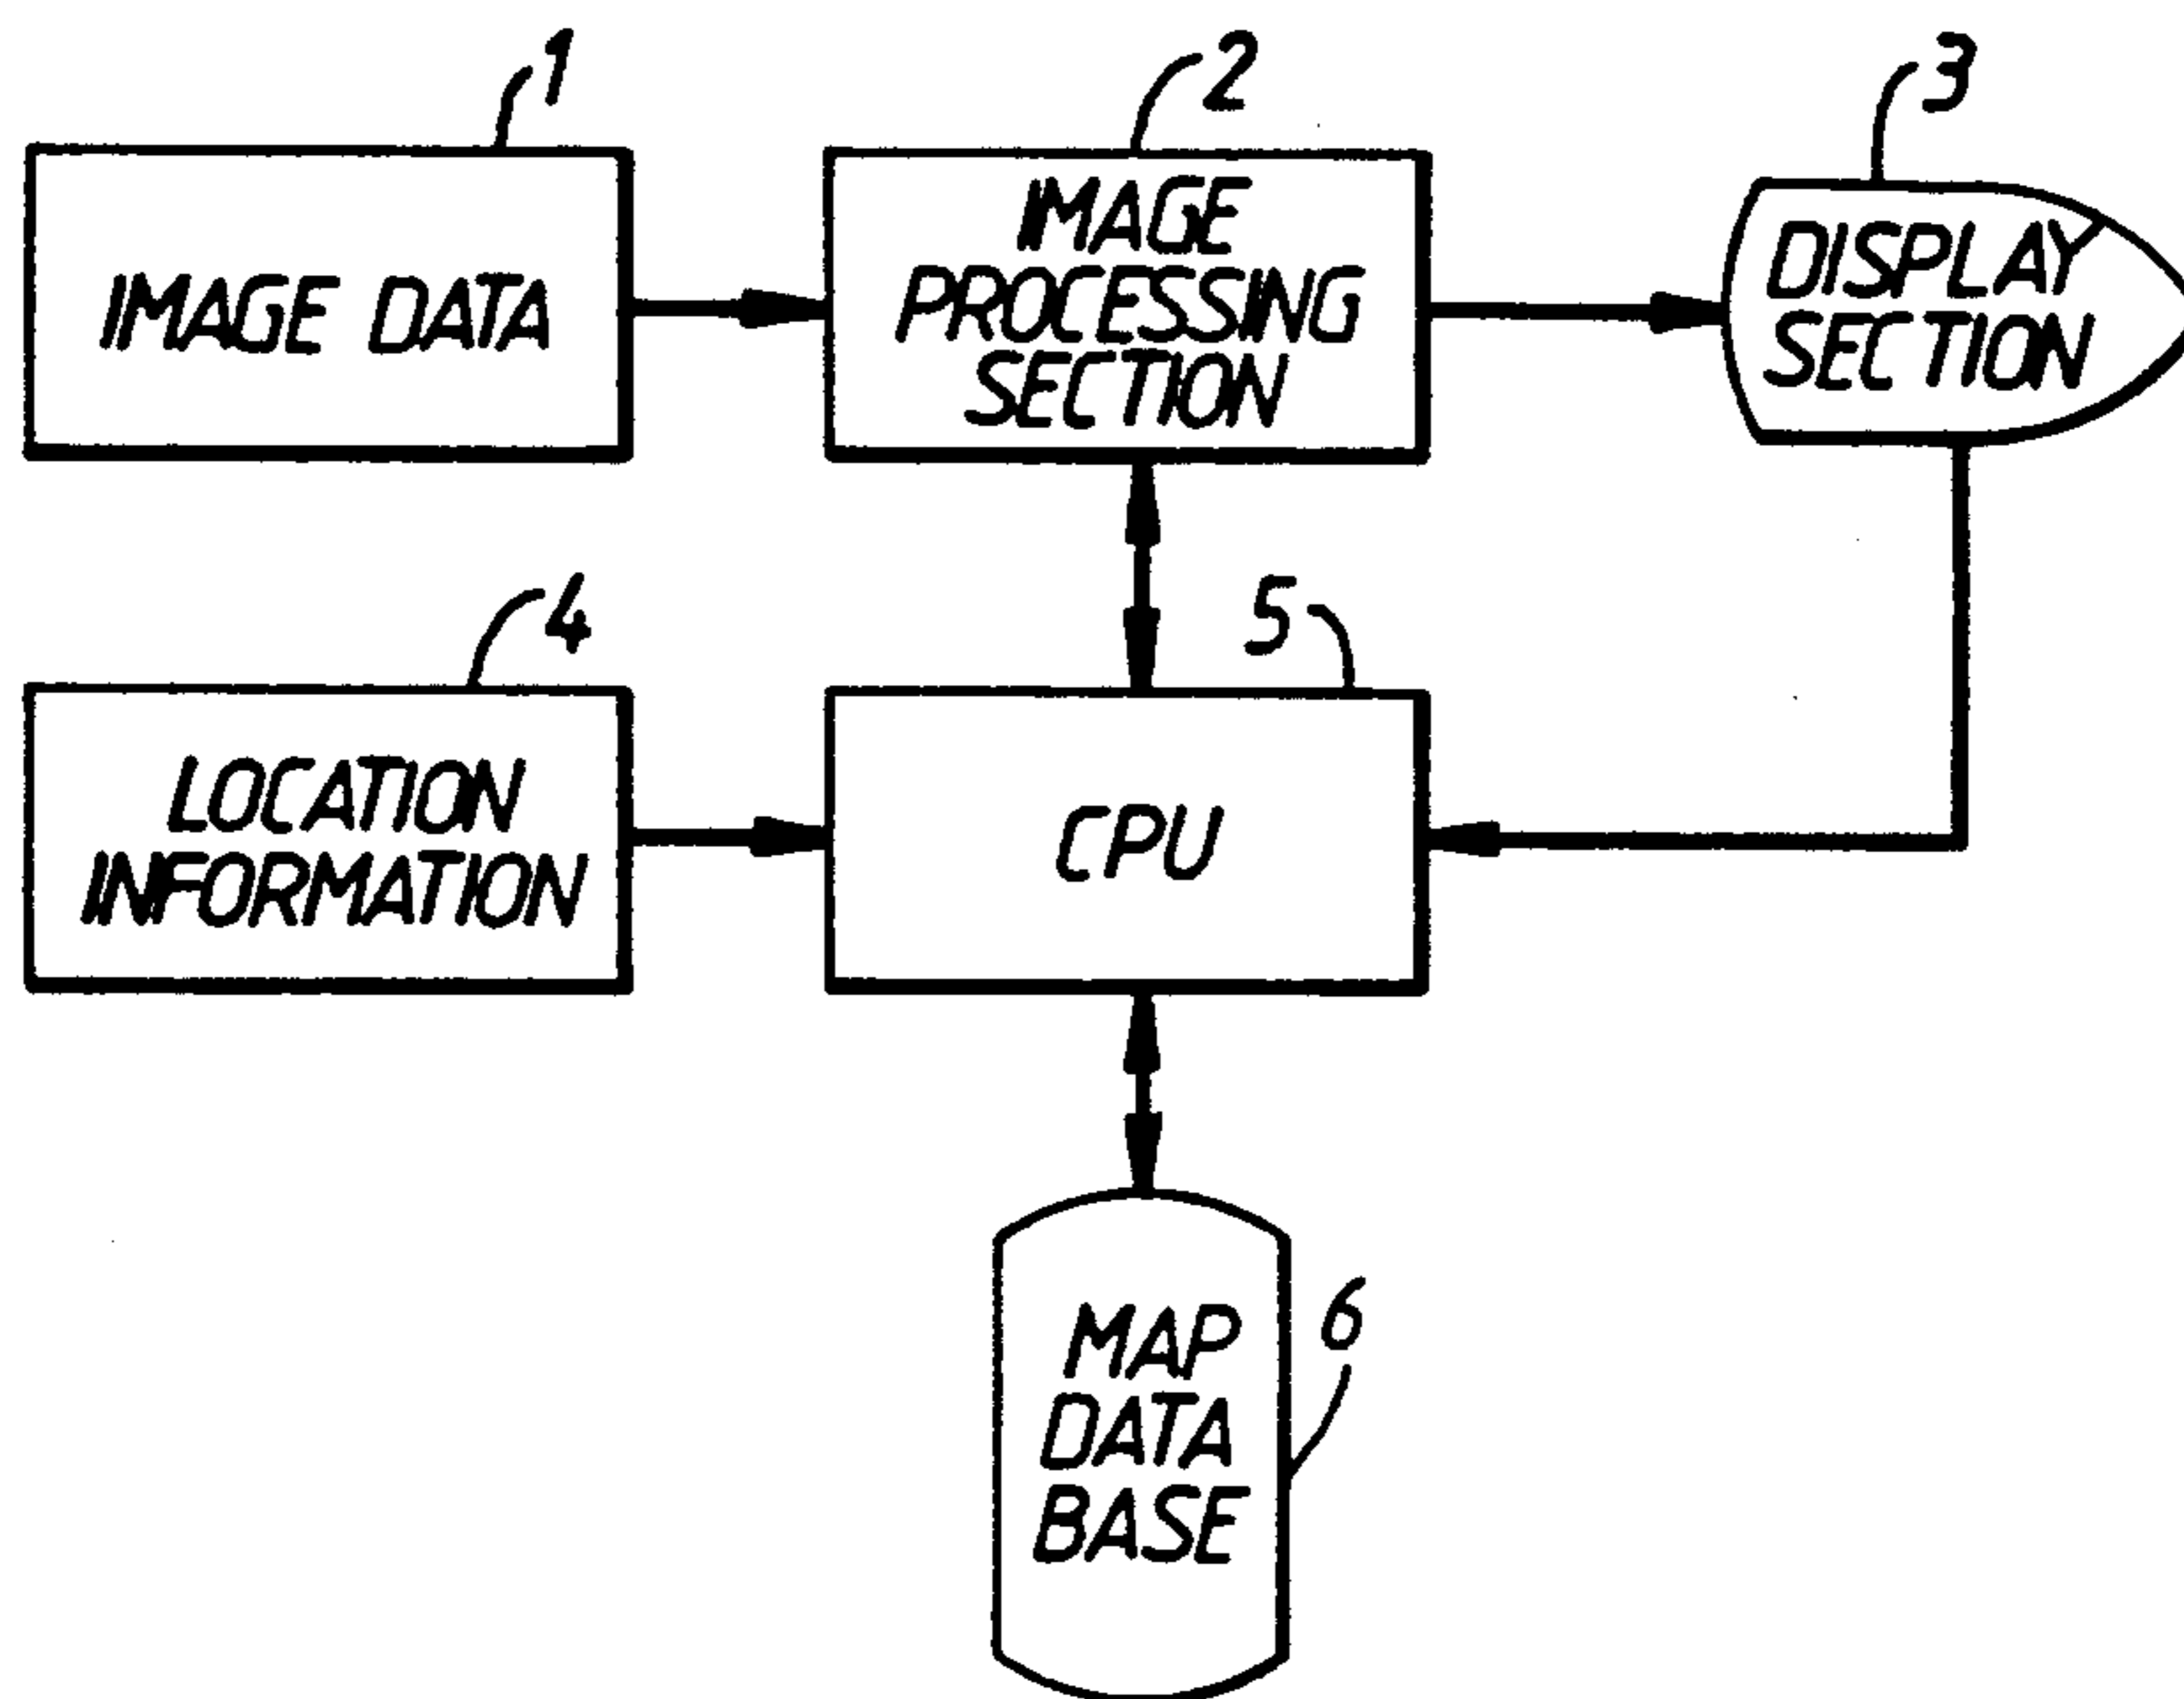 1
2
3
IMAGE DATA
IMAGE
PROCESSING
SECTION
DISPLAY
SECTION
4
5
LOCATION
INFORMATION
CPU
6
MAP
DATA
BASE